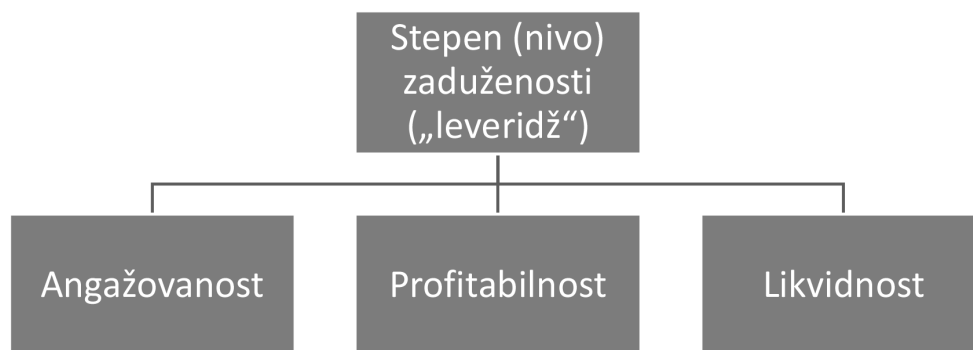 Stepen (nivo)
zaduženosti
(„leveridž“)
Angažovanost
Profitabilnost
Likvidnost